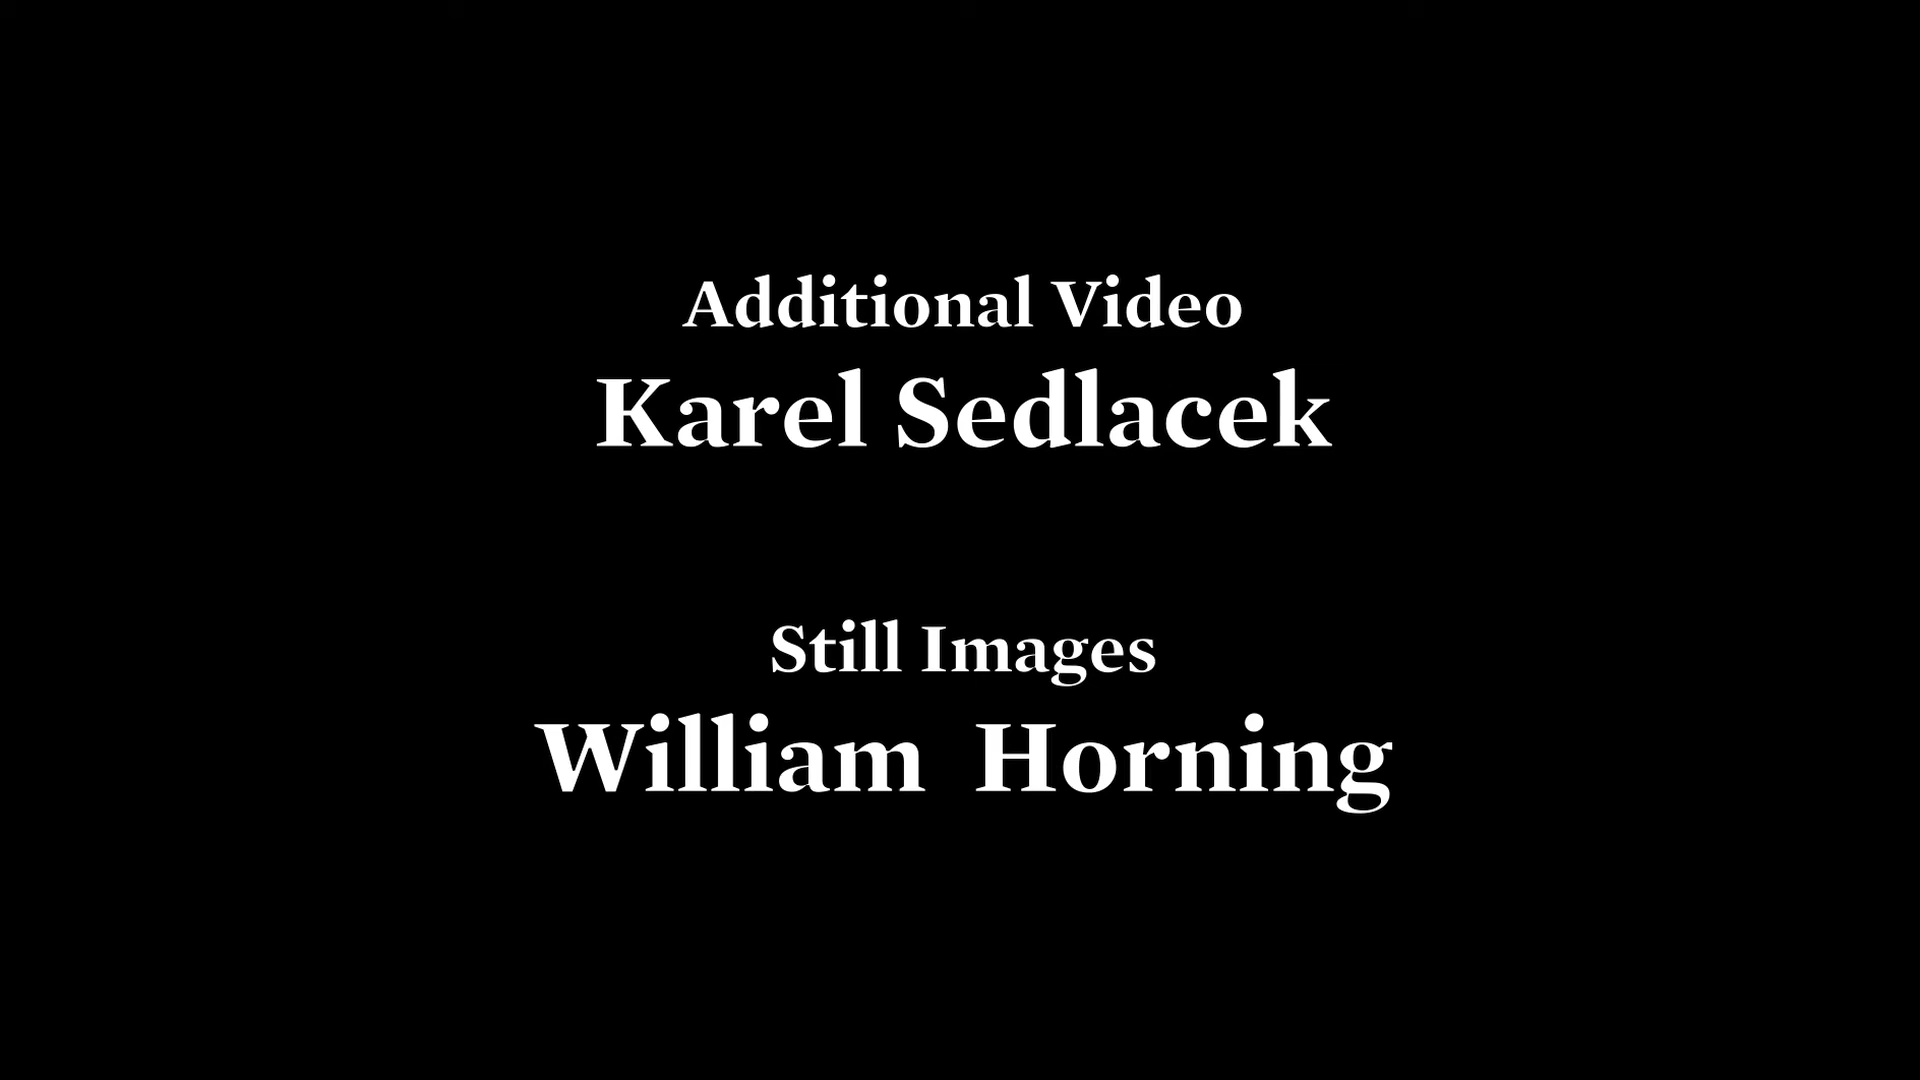 Additional Video
Karel Sedlacek
Still Images
William Horning